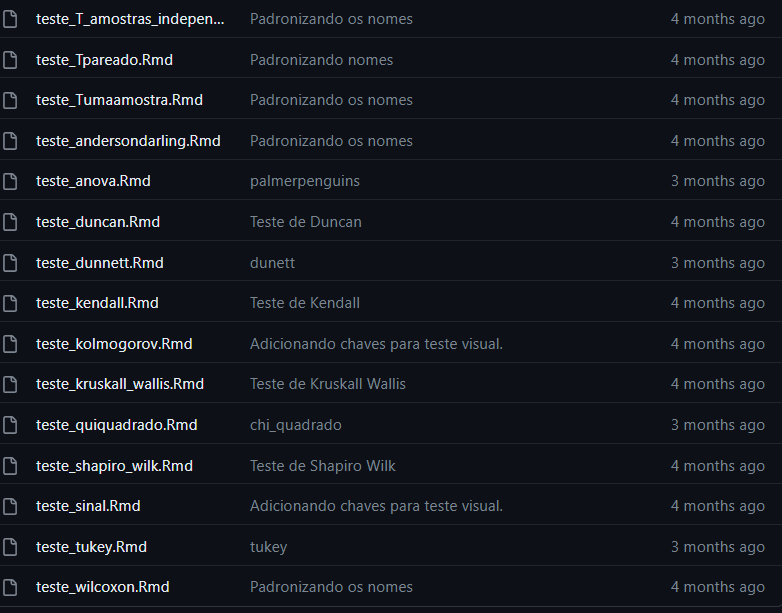 teste_T_amostras_indepen... Padronizando os nomes 4 months ago
teste_Tpareado.Rmd Padronizando nomes 4 months ago
teste_Tumaamostra.Rmd Padronizando os nomes 4 months ago
teste_andersondarling.Rmd Padronizando os nomes 4 months ago
teste_anova.Rmd palmerpenguins 3 months ago
teste_duncan.Rmd Teste de Duncan 4 months ago
teste_dunnett.Rmd dunett 3 months ago
teste_kendall.Rmd Teste de Kendall 4 months ago
teste_kolmogorov.Rmd Adicionando chaves para teste visual. 4 months ago
teste_kruskall_wallis.Rmd Teste de Kruskall Wallis 4 months ago
teste_quiquadrado.Rmd chi_quadrado 3 months ago
teste_shapiro_wilk.Rmd Teste de Shapiro Wilk 4 months ago
teste_sinal.Rmd Adicionando chaves para teste visual. 4 months ago
teste_tukey.Rmd tukey 3 months ago
teste_wilcoxon.Rmd Padronizando os nomes 4 months ago